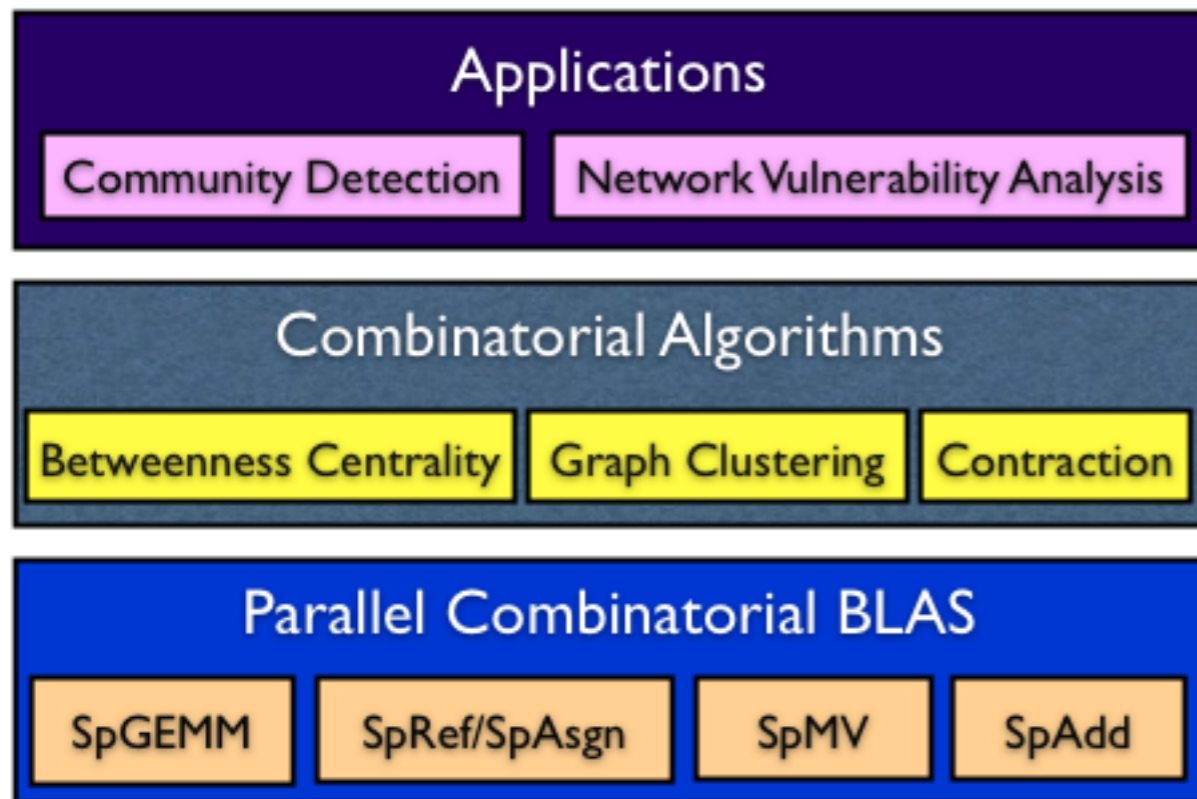 Applications
Community Detection Network Vulnerability Analysis
Combinatorial Algorithms
Betweenness Centrality Graph Clustering Contraction
Parallel Combinatorial BLAS
SpGEMM SpRef/SpAsgn SpMV SpAdd